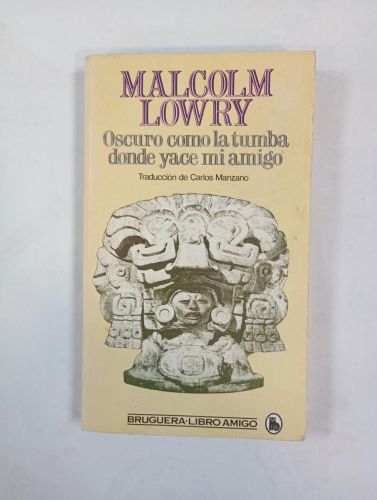 MALCOLM
LOWRY
Oscuro como la tumba
donde yace mi amigo
Traducción de Carlos Manzano
BRUGUERA·LIBRO AMIGO